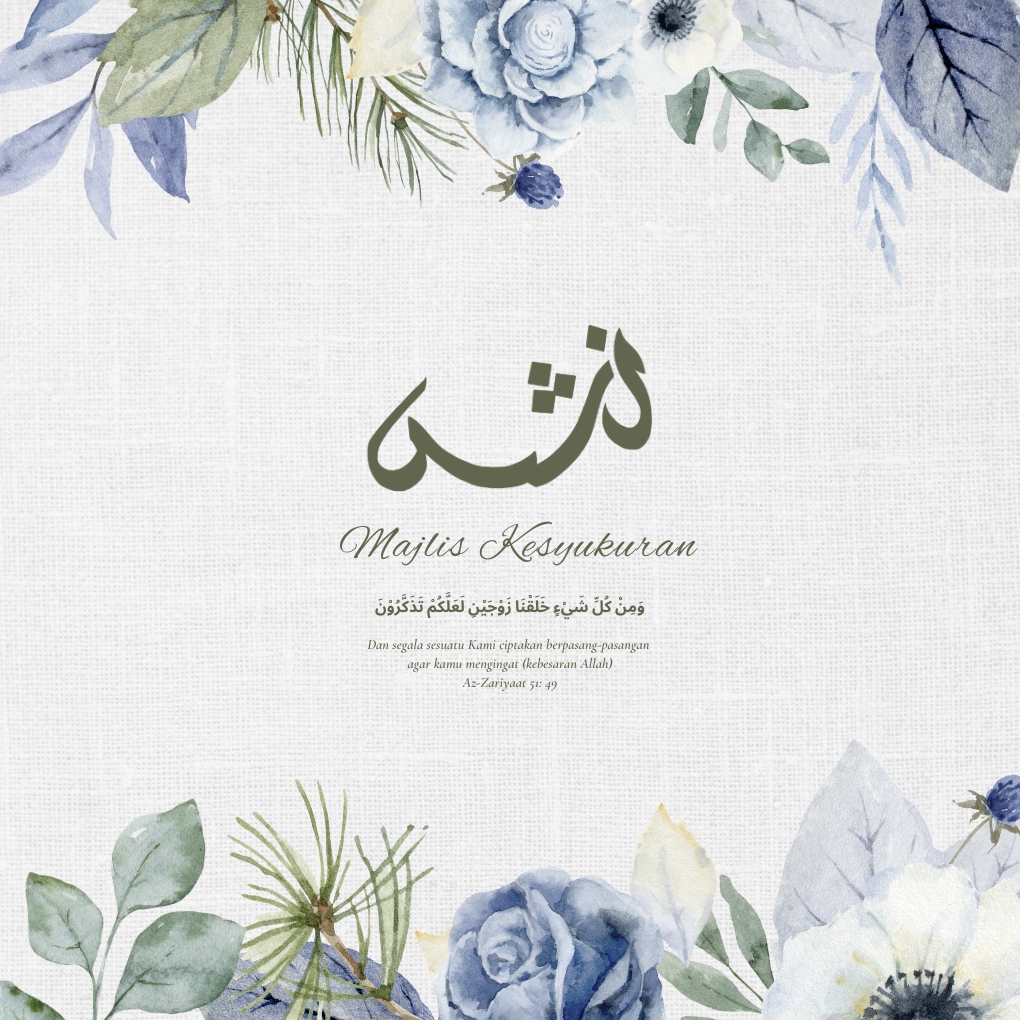 Majlis Kesyukuran
وَمِنْ كُلِّ شَيْءٍ خَلَقْنَا زَوْجَيْنِ لَعَلَّكُمْ تَذَكَّرُوْنَ
Dan segala sesuatu Kami ciptakan berpasang-pasangan
agar kamu mengingat (kebesaran Allah)
Az-Zariyaat 51: 49